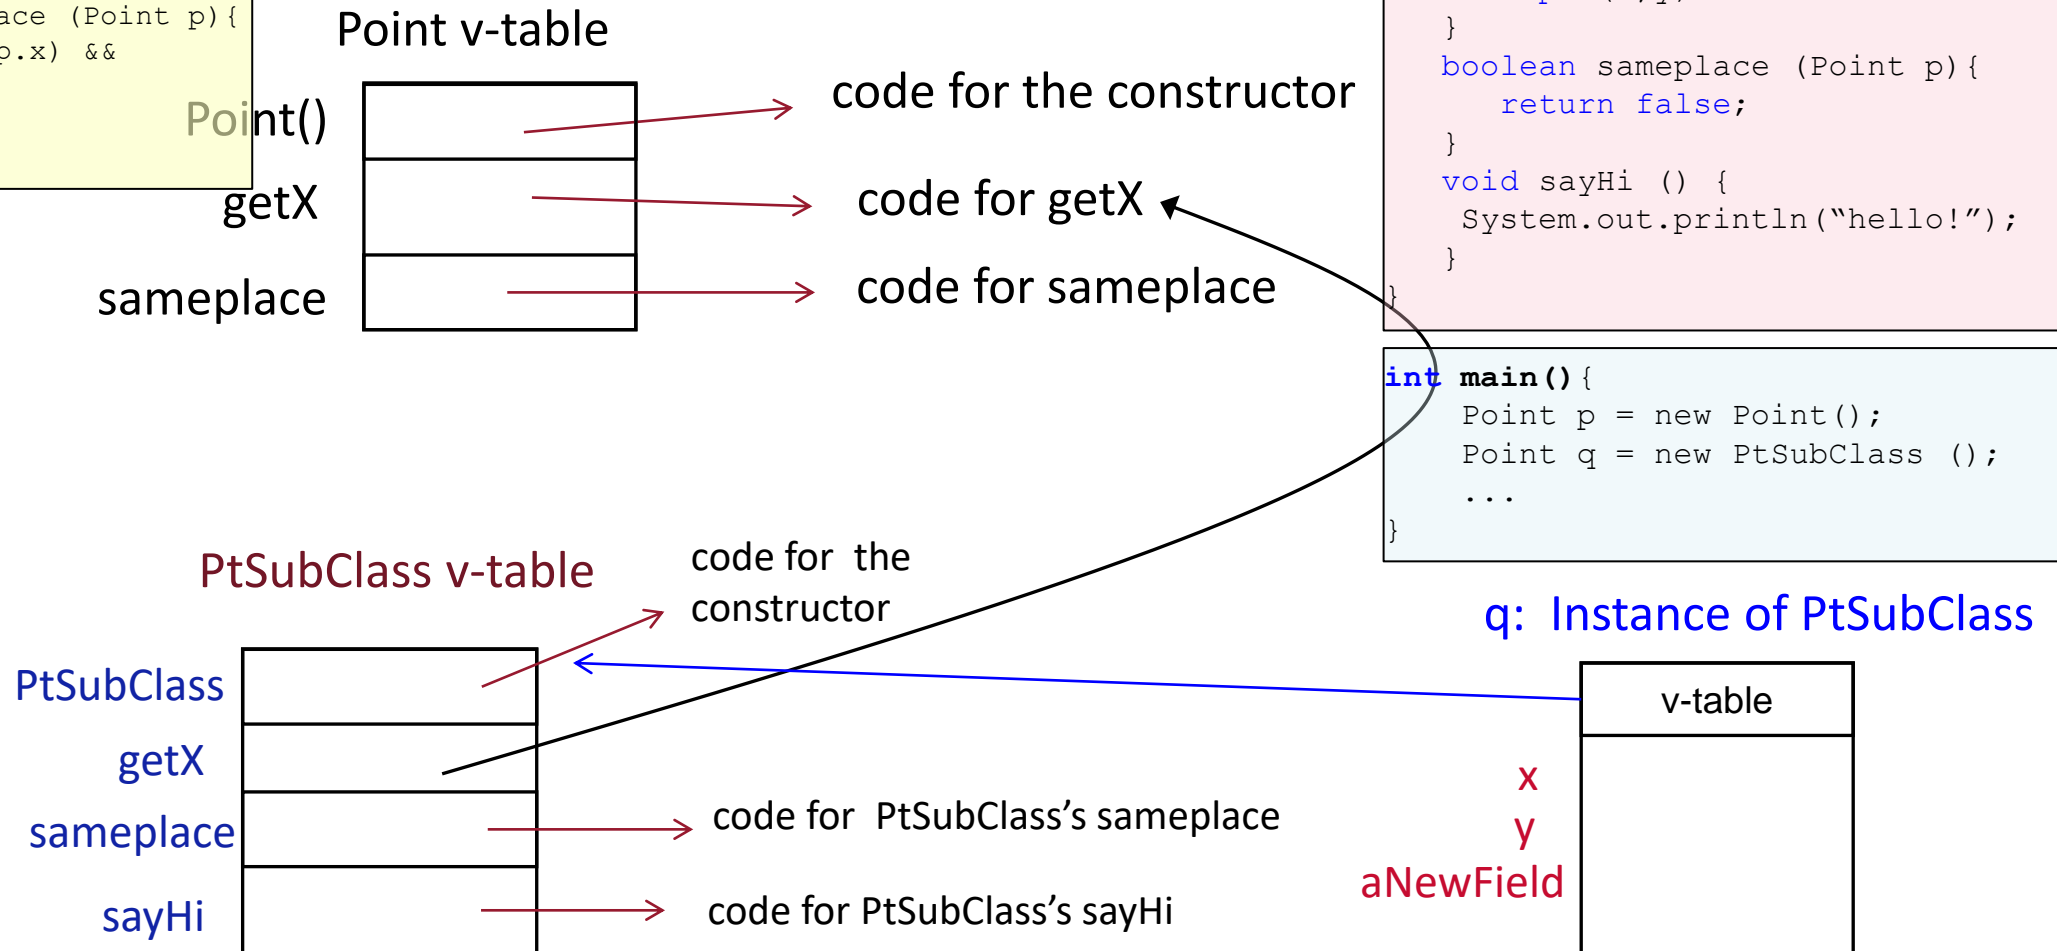 ace (Point p){
p.x) &&
Point v-table
Point()
getX
sameplace
code for the constructor
code for getX
code for sameplace
}
boolean sameplace (Point p){
return false;
}
void sayHi () {
System.out.println(“hello!”);
}
}
int main(){
Point p = new Point();
Point q = new PtSubClass ();
...
}
PtSubClass v-table
PtSubClass
getX
sameplace
sayHi
code for the
constructor
code for PtSubClass’s sameplace
code for PtSubClass’s sayHi
q: Instance of PtSubClass
v-table
x
y
aNewField